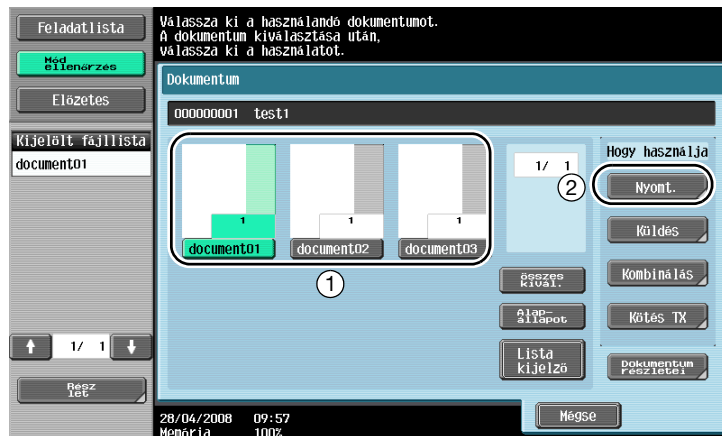 Feladatlista
Mód
ellenőrzés
Előzetes
Kijelölt fájllista
document01
↑ 1/ 1 ↓
Rész
let
Válassza ki a használandó dokumentumot.
A dokumentum kiválasztása után,
válassza ki a használatot.
Dokumentum
000000001 test1
1 1 1
document01 document02 document03
1
1/ 1
összes
kivál.
Alap-
állapot
Lista
kijelző
Hogy használja
2
Nyomt.
Küldés
Kombinálás
Kötés TX
Dokumentum
részletei
Mégse
28/04/2008 09:57
Memória 100%